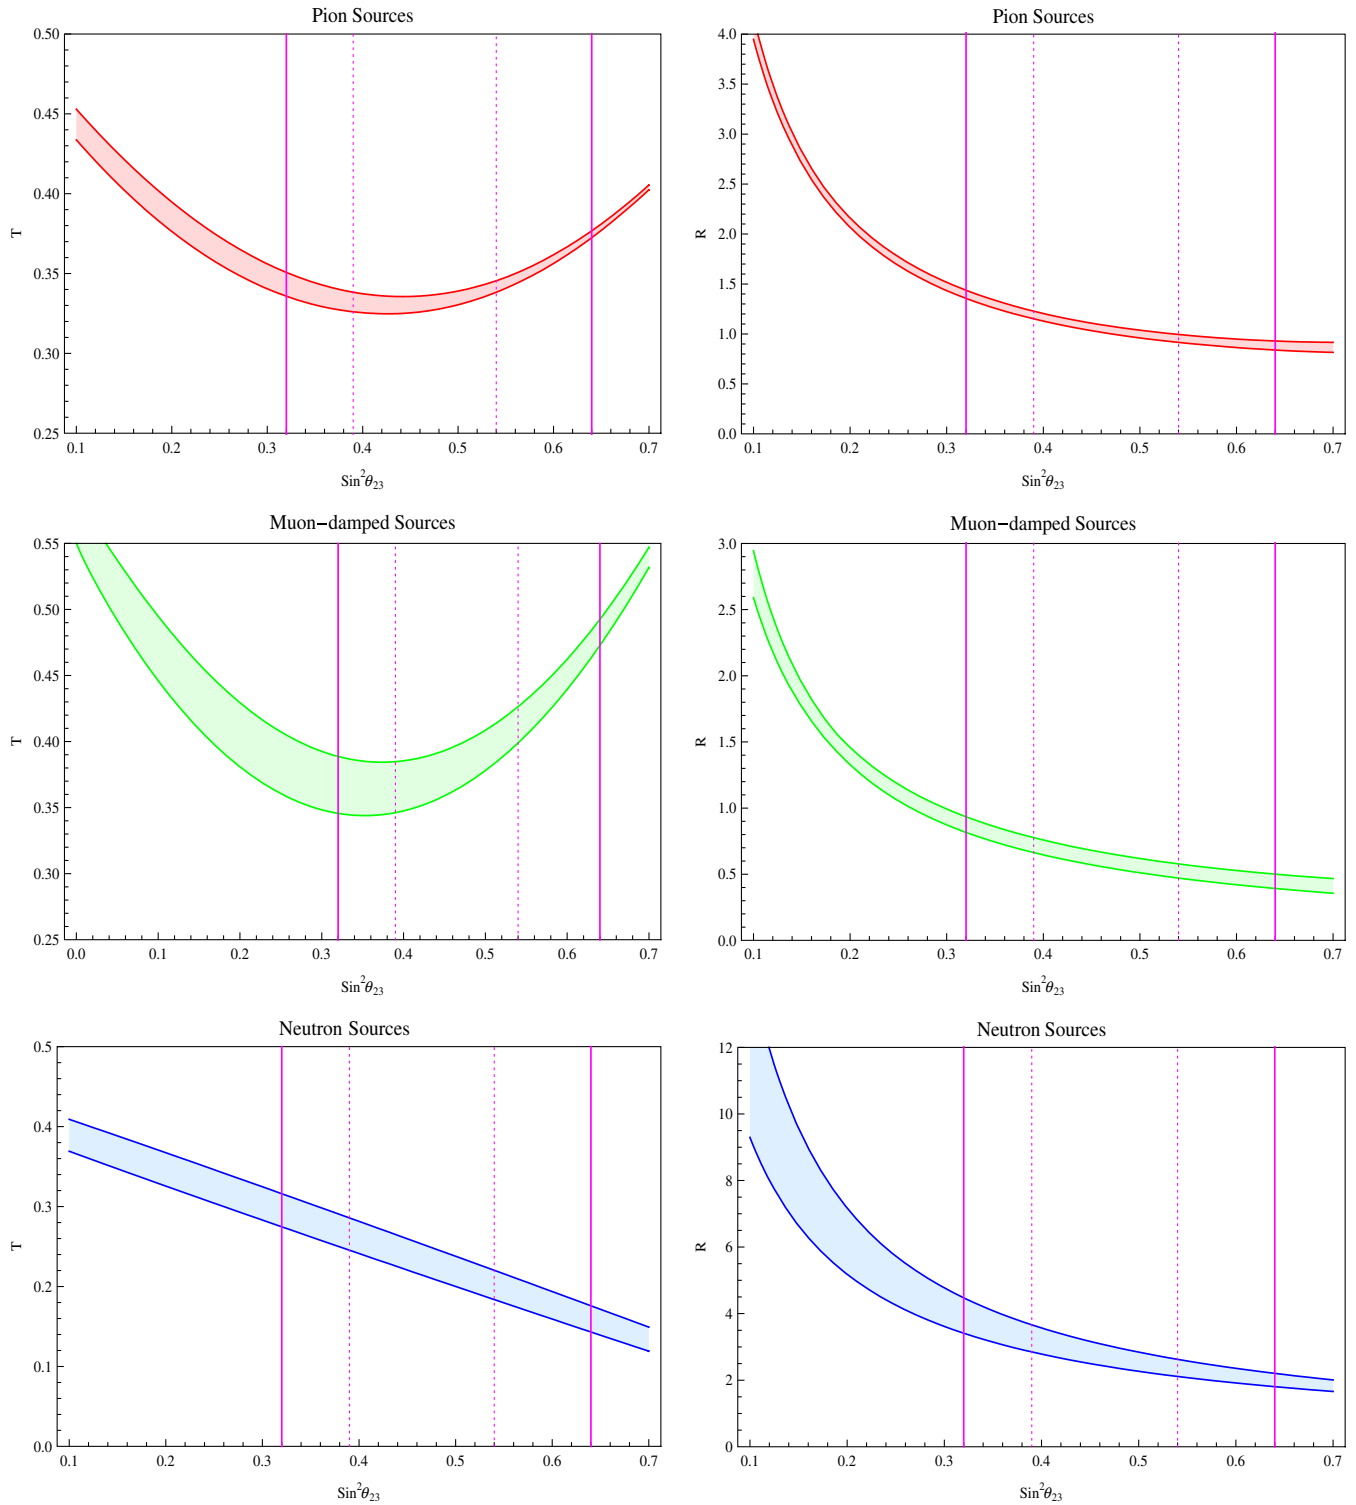 Pion Sources
0.50
0.45
0.40
T
0.35
0.30
0.25
0.1 0.2 0.3 0.4 0.5 0.6 0.7
Sin²θ₂₃
Pion Sources
4.0
3.5
3.0
2.5
2.0
R
1.5
1.0
0.5
0.0
0.1 0.2 0.3 0.4 0.5 0.6 0.7
Sin²θ₂₃
Muon−damped Sources
0.55
0.50
0.45
0.40
T
0.35
0.30
0.25
0.0 0.1 0.2 0.3 0.4 0.5 0.6 0.7
Sin²θ₂₃
Muon−damped Sources
3.0
2.5
2.0
1.5
R
1.0
0.5
0.0
0.1 0.2 0.3 0.4 0.5 0.6 0.7
Sin²θ₂₃
Neutron Sources
0.5
0.4
0.3
T
0.2
0.1
0.0
0.1 0.2 0.3 0.4 0.5 0.6 0.7
Sin²θ₂₃
Neutron Sources
12
10
8
6
R
4
2
0
0.1 0.2 0.3 0.4 0.5 0.6 0.7
Sin²θ₂₃